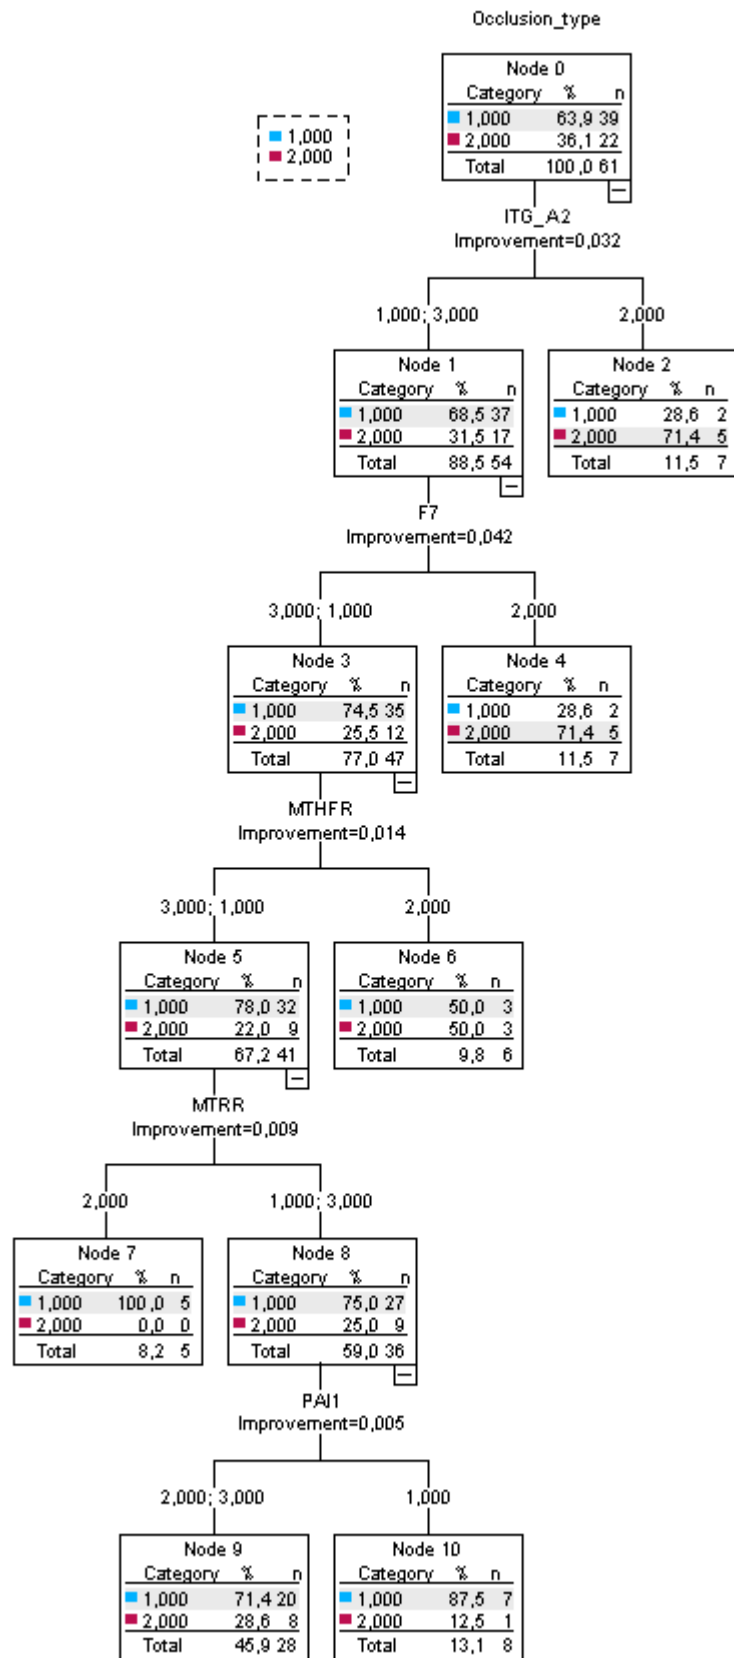 Occlusion_type
1,000
2,000
Node 0
Category % n
1,000 63,9 39
2,000 36,1 22
Total 100,0 61
ITG_A2
Improvement=0,032
1,000; 3,000
2,000
Node 1
Category % n
1,000 68,5 37
2,000 31,5 17
Total 88,5 54
Node 2
Category % n
1,000 28,6 2
2,000 71,4 5
Total 11,5 7
F7
Improvement=0,042
3,000; 1,000
2,000
Node 3
Category % n
1,000 74,5 35
2,000 25,5 12
Total 77,0 47
Node 4
Category % n
1,000 28,6 2
2,000 71,4 5
Total 11,5 7
MTHFR
Improvement=0,014
3,000; 1,000
2,000
Node 5
Category % n
1,000 78,0 32
2,000 22,0 9
Total 67,2 41
Node 6
Category % n
1,000 50,0 3
2,000 50,0 3
Total 9,8 6
MTRR
Improvement=0,009
2,000
1,000; 3,000
Node 7
Category % n
1,000 100,0 5
2,000 0,0 0
Total 8,2 5
Node 8
Category % n
1,000 75,0 27
2,000 25,0 9
Total 59,0 36
PAI1
Improvement=0,005
2,000; 3,000
1,000
Node 9
Category % n
1,000 71,4 20
2,000 28,6 8
Total 45,9 28
Node 10
Category % n
1,000 87,5 7
2,000 12,5 1
Total 13,1 8